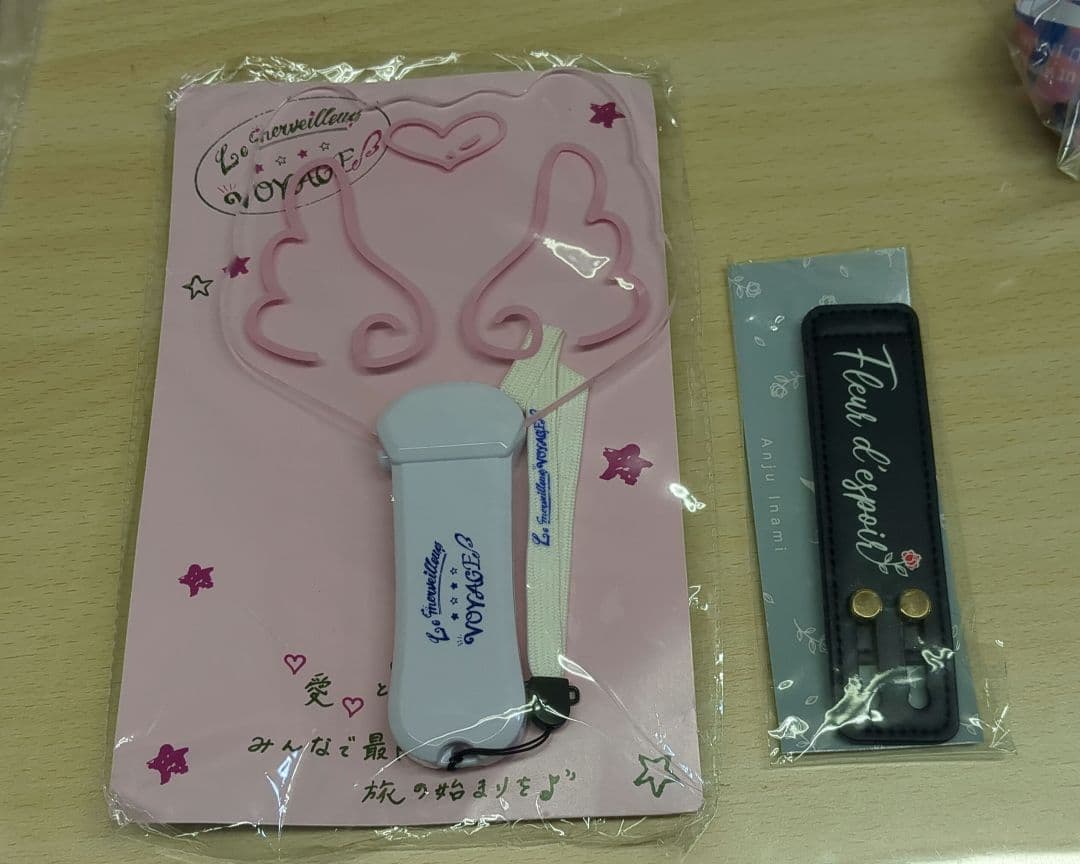 Le merveilleux
VOYAGE
Le merveilleux VOYAGE
Le merveilleux
VOYAGE
愛 と
みんなで最
旅の始まりを♪
Fleur d'espoir
Anju Inami